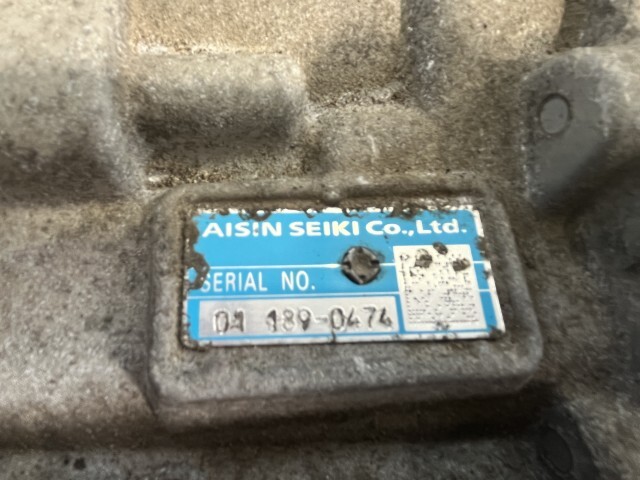 AISIN SEIKI Co.,Ltd.
SERIAL NO.
189-0474